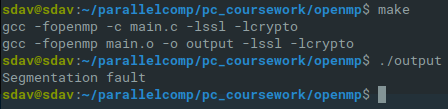 sdav@sdav:~/parallelcomp/pc_coursework/openmp$ make
gcc -fopenmp -c main.c -lssl -lcrypto
gcc -fopenmp main.o -o output -lssl -lcrypto
sdav@sdav:~/parallelcomp/pc_coursework/openmp$ ./output
Segmentation fault
sdav@sdav:~/parallelcomp/pc_coursework/openmp$